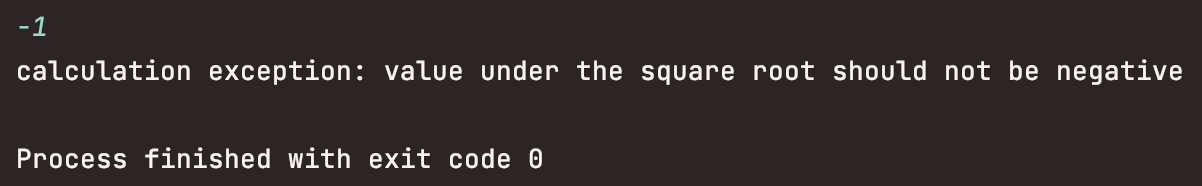 -1
calculation exception: value under the square root should not be negative
Process finished with exit code 0